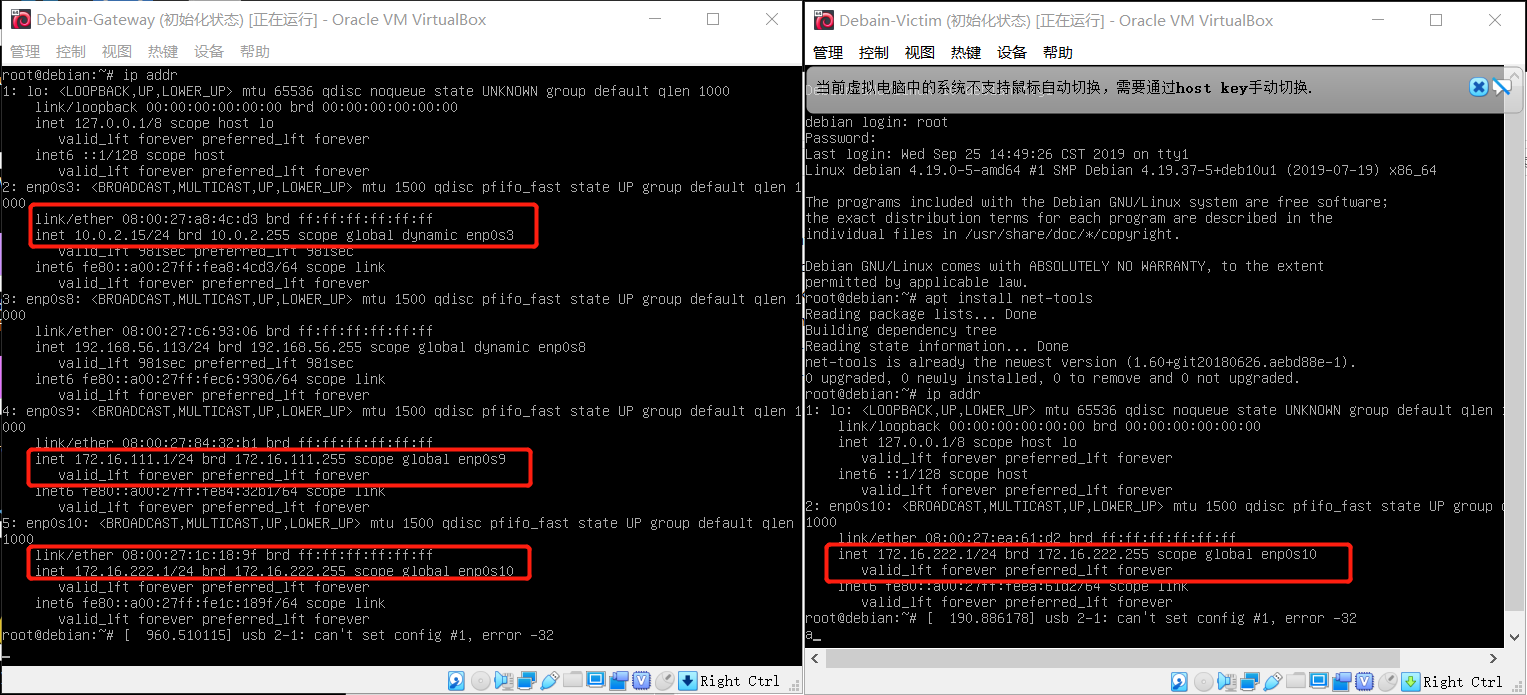 Debain-Gateway (初始化状态) [正在运行] - Oracle VM VirtualBox
管理 控制 视图 热键 设备 帮助
root@debian:~# ip addr
1: lo: <LOOPBACK,UP,LOWER_UP> mtu 65536 qdisc noqueue state UNKNOWN group default qlen 1000
link/loopback 00:00:00:00:00:00 brd 00:00:00:00:00:00
inet 127.0.0.1/8 scope host lo
valid_lft forever preferred_lft forever
inet6 ::1/128 scope host
valid_lft forever preferred_lft forever
2: enp0s3: <BROADCAST,MULTICAST,UP,LOWER_UP> mtu 1500 qdisc pfifo_fast state UP group default qlen 1
000
link/ether 08:00:27:a8:4c:d3 brd ff:ff:ff:ff:ff:ff
inet 10.0.2.15/24 brd 10.0.2.255 scope global dynamic enp0s3
valid_lft 981sec preferred_lft 981sec
inet6 fe80::a00:27ff:fea8:4cd3/64 scope link
valid_lft forever preferred_lft forever
3: enp0s8: <BROADCAST,MULTICAST,UP,LOWER_UP> mtu 1500 qdisc pfifo_fast state UP group default qlen 1
000
link/ether 08:00:27:c6:93:06 brd ff:ff:ff:ff:ff:ff
inet 192.168.56.113/24 brd 192.168.56.255 scope global dynamic enp0s8
valid_lft 981sec preferred_lft 981sec
inet6 fe80::a00:27ff:fec6:9306/64 scope link
valid_lft forever preferred_lft forever
4: enp0s9: <BROADCAST,MULTICAST,UP,LOWER_UP> mtu 1500 qdisc pfifo_fast state UP group default qlen 1
000
link/ether 08:00:27:84:32:b1 brd ff:ff:ff:ff:ff:ff
inet 172.16.111.1/24 brd 172.16.111.255 scope global enp0s9
valid_lft forever preferred_lft forever
inet6 fe80::a00:27ff:fe84:32b1/64 scope link
valid_lft forever preferred_lft forever
5: enp0s10: <BROADCAST,MULTICAST,UP,LOWER_UP> mtu 1500 qdisc pfifo_fast state UP group default qlen
1000
link/ether 08:00:27:1c:18:9f brd ff:ff:ff:ff:ff:ff
inet 172.16.222.1/24 brd 172.16.222.255 scope global enp0s10
valid_lft forever preferred_lft forever
inet6 fe80::a00:27ff:fe1c:189f/64 scope link
valid_lft forever preferred_lft forever
root@debian:~# [  960.510115] usb 2-1: can't set config #1, error -32
_
Right Ctrl
Debain-Victim (初始化状态) [正在运行] - Oracle VM VirtualBox
管理 控制 视图 热键 设备 帮助
当前虚拟电脑中的系统不支持鼠标自动切换，需要通过host key手动切换.
debian login: root
Password:
Last login: Wed Sep 25 14:49:26 CST 2019 on tty1
Linux debian 4.19.0-5-amd64 #1 SMP Debian 4.19.37-5+deb10u1 (2019-07-19) x86_64
The programs included with the Debian GNU/Linux system are free software;
the exact distribution terms for each program are described in the
individual files in /usr/share/doc/*/copyright.
Debian GNU/Linux comes with ABSOLUTELY NO WARRANTY, to the extent
permitted by applicable law.
root@debian:~# apt install net-tools
Reading package lists... Done
Building dependency tree
Reading state information... Done
net-tools is already the newest version (1.60+git20180626.aebd88e-1).
0 upgraded, 0 newly installed, 0 to remove and 0 not upgraded.
root@debian:~# ip addr
1: lo: <LOOPBACK,UP,LOWER_UP> mtu 65536 qdisc noqueue state UNKNOWN group default qlen
link/loopback 00:00:00:00:00:00 brd 00:00:00:00:00:00
inet 127.0.0.1/8 scope host lo
valid_lft forever preferred_lft forever
inet6 ::1/128 scope host
valid_lft forever preferred_lft forever
2: enp0s10: <BROADCAST,MULTICAST,UP,LOWER_UP> mtu 1500 qdisc pfifo_fast state UP group
1000
link/ether 08:00:27:ea:61:d2 brd ff:ff:ff:ff:ff:ff
inet 172.16.222.1/24 brd 172.16.222.255 scope global enp0s10
valid_lft forever preferred_lft forever
inet6 fe80::a00:27ff:feea:61d2/64 scope link
valid_lft forever preferred_lft forever
root@debian:~# [  190.886178] usb 2-1: can't set config #1, error -32
a_
Right Ctrl